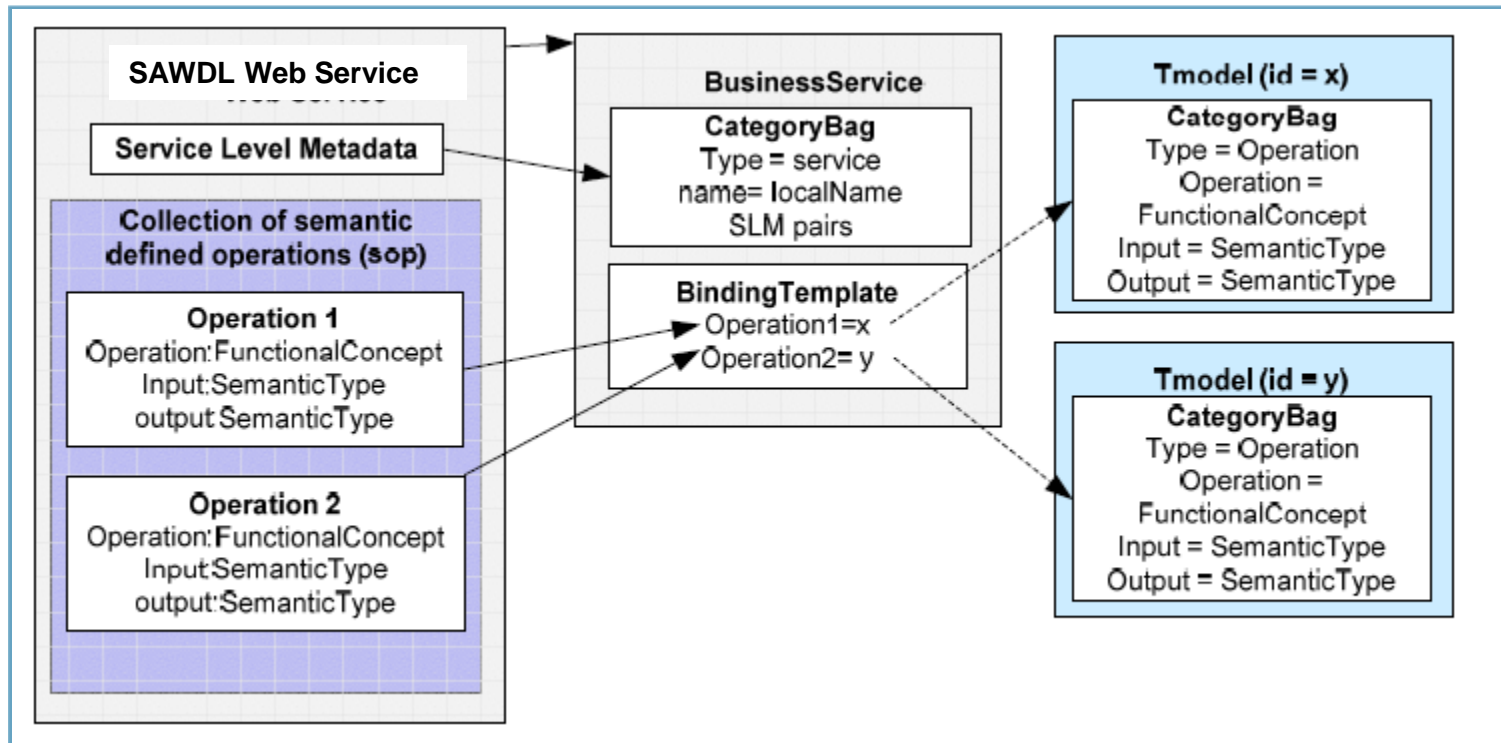 SAWDL Web Service
Web Service
Service Level Metadata
Collection of semantic
defined operations (sop)
Operation 1
Operation:FunctionalConcept
Input:SemanticType
output:SemanticType
Operation 2
Operation:FunctionalConcept
Input:SemanticType
output:SemanticType
BusinessService
CategoryBag
Type = service
name= localName
SLM pairs
BindingTemplate
Operation1=x
Operation2= y
Tmodel (id = x)
CategoryBag
Type = Operation
Operation =
FunctionalConcept
Input = SemanticType
Output = SemanticType
Tmodel (id = y)
CategoryBag
Type = Operation
Operation =
FunctionalConcept
Input = SemanticType
Output = SemanticType